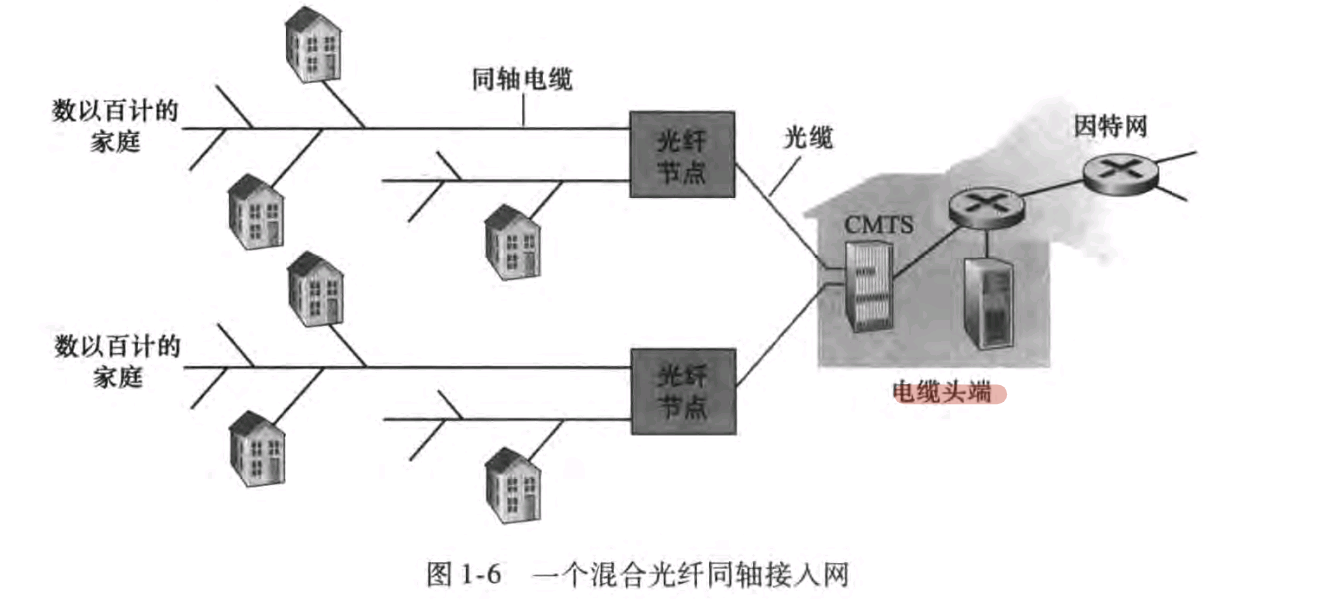 同轴电缆
数以百计的
家庭
光纤
节点
光缆
因特网
CMTS
数以百计的
家庭
光纤
节点
电缆头端
图 1-6 一个混合光纤同轴接入网